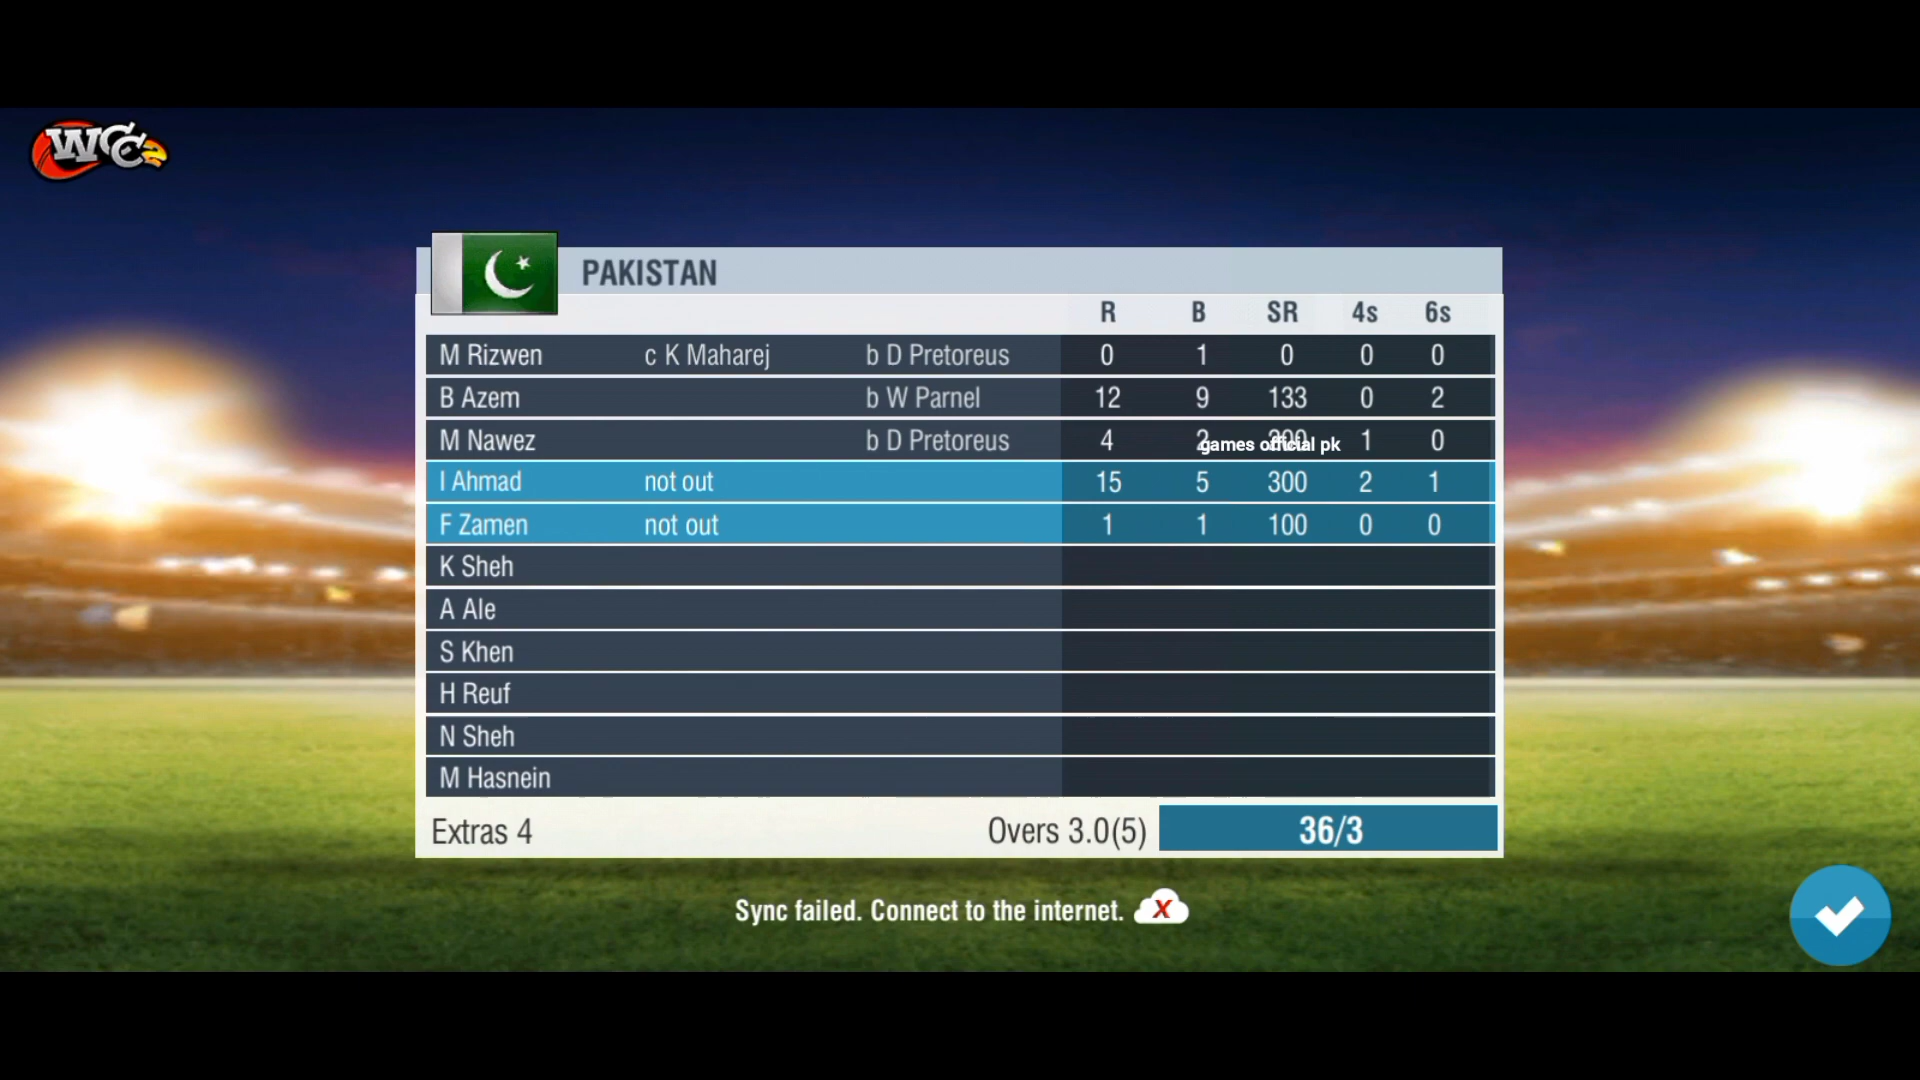 WCC2
PAKISTAN
R B SR 4s 6s
M Rizwen c K Maharej b D Pretoreus 0 1 0 0 0
B Azem b W Parnel 12 9 133 0 2
M Nawez b D Pretoreus 4 2 200 1 0
games official pk
I Ahmad not out 15 5 300 2 1
F Zamen not out 1 1 100 0 0
K Sheh
A Ale
S Khen
H Reuf
N Sheh
M Hasnein
Extras 4 Overs 3.0(5) 36/3
Sync failed. Connect to the internet. X